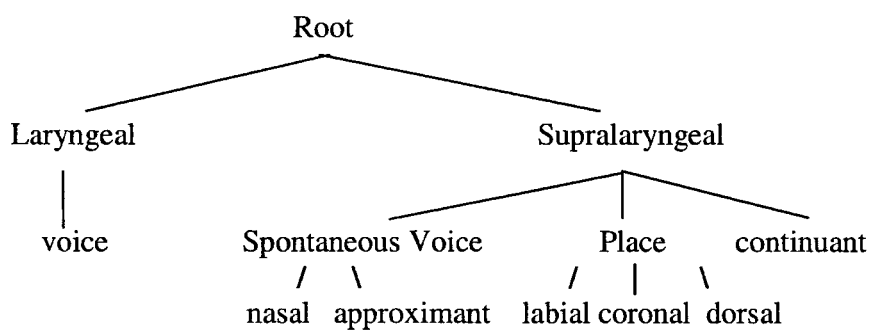 Root
Laryngeal Supralaryngeal
voice Spontaneous Voice Place continuant
nasal approximant labial coronal dorsal